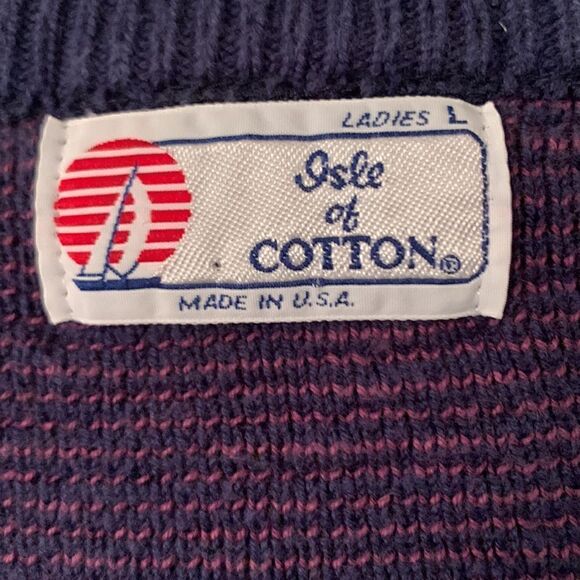 LADIES L
Isle
of
COTTON®
MADE IN U.S.A.